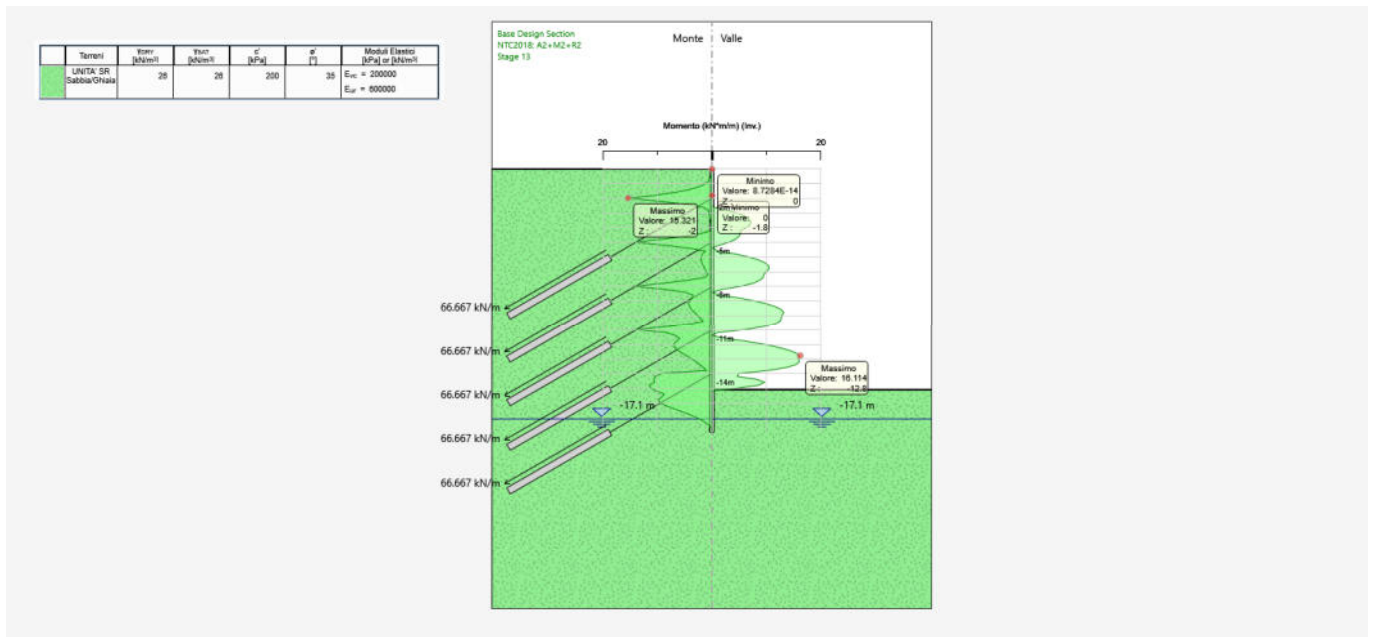 Terreni γDRY [kN/m³] γSAT [kN/m³] c' [kPa] ø' [°] Moduli Elastici [kPa] or [kN/m³]
UNITA' SR Sabbia/Ghiaia 26 26 200 35 Evc = 200000
Eur = 600000
Base Design Section
NTC2018: A2+M2+R2
Stage 13
Monte Valle
Momento (kN*m/m) (Inv.)
20 20
Minimo
Valore: 8.7284E-14
Z : 0
Massimo
Valore: 15.321
Z : -2
-2m
Minimo
Valore: 0
Z : -1.8
-5m
-8m
66.667 kN/m
-11m
66.667 kN/m
Massimo
Valore: 16.114
Z : -12.8
-14m
66.667 kN/m
-17.1 m -17.1 m
66.667 kN/m
66.667 kN/m